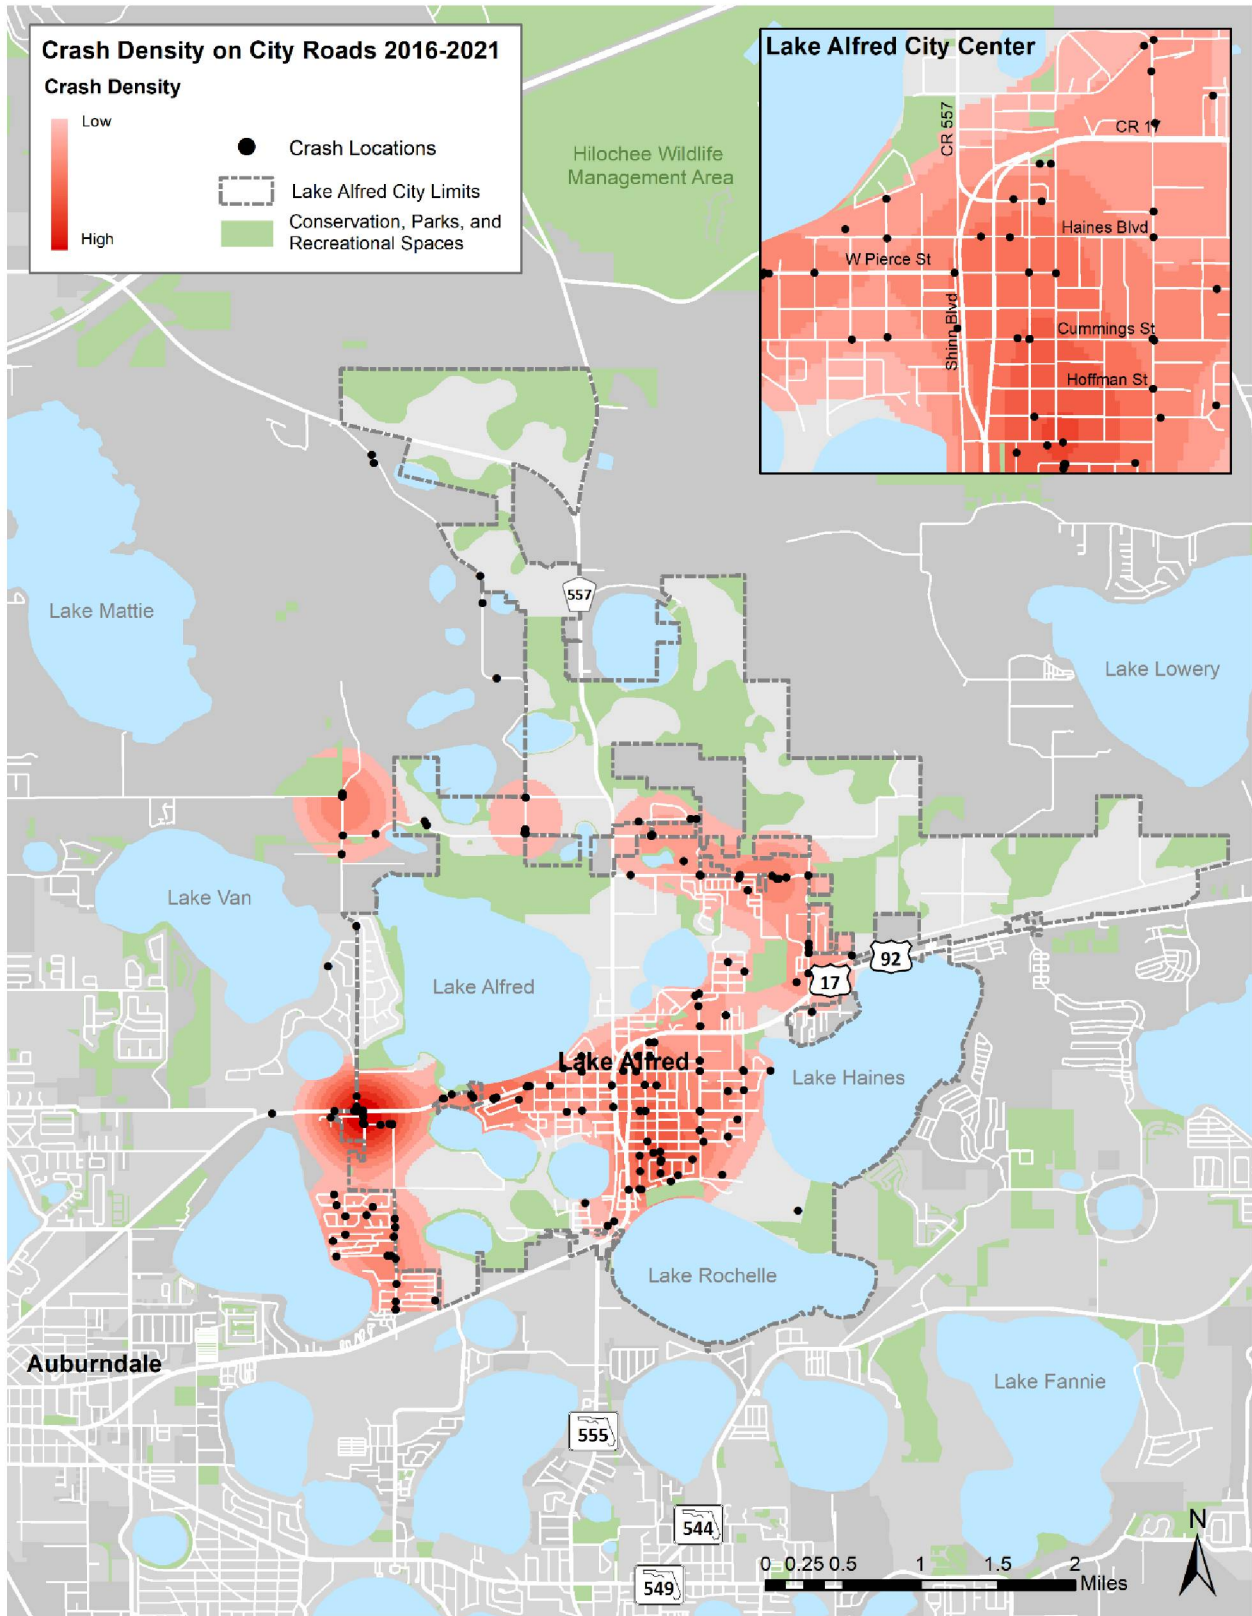 Crash Density on City Roads 2016-2021
Crash Density
Low
High
Crash Locations
Lake Alfred City Limits
Conservation, Parks, and
Recreational Spaces
Lake Alfred City Center
CR 557
CR 17
Haines Blvd
W Pierce St
Shinn Blvd
Cummings St
Hoffman St
Hilochee Wildlife
Management Area
557
Lake Mattie
Lake Lowery
Lake Van
Lake Alfred
92
17
Lake Alfred
Lake Haines
Lake Rochelle
Auburndale
Lake Fannie
555
544
549
N
0 0.25 0.5 1 1.5 2
Miles